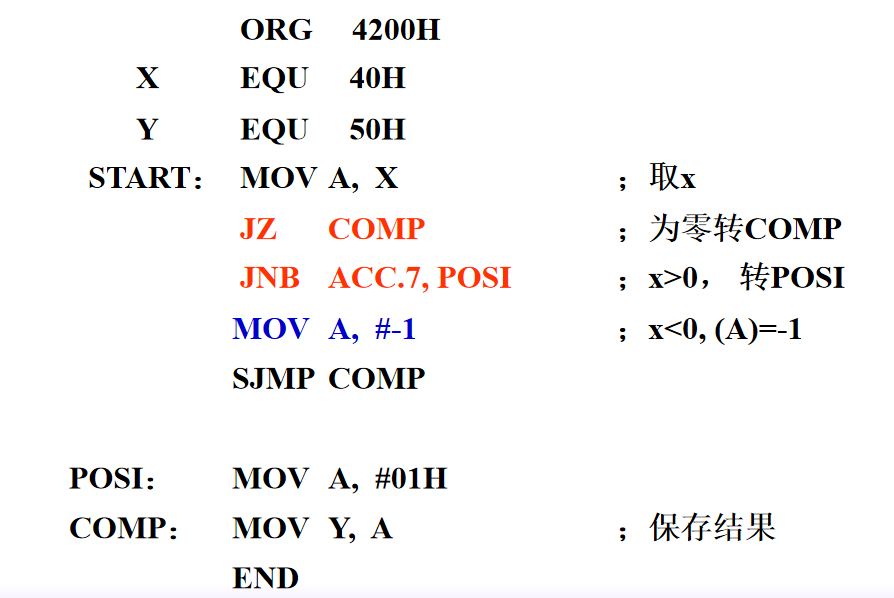 ORG 4200H
X EQU 40H
Y EQU 50H
START： MOV A, X ；取x
JZ COMP ；为零转COMP
JNB ACC.7, POSI ；x>0， 转POSI
MOV A, #-1 ；x<0, (A)=-1
SJMP COMP
POSI： MOV A, #01H
COMP： MOV Y, A ；保存结果
END